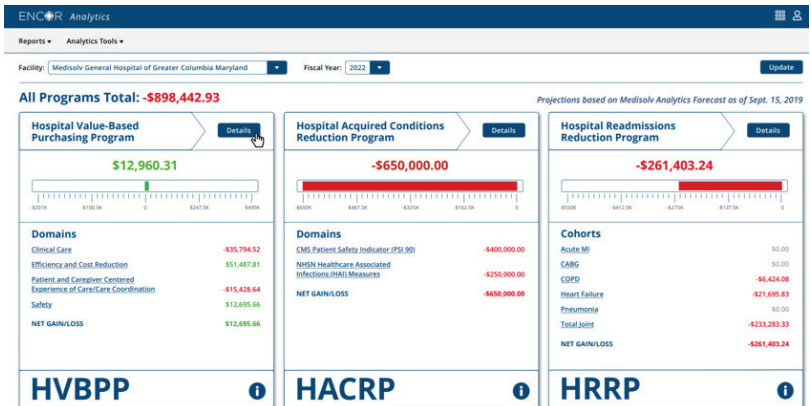 ENCOR Analytics
Reports Analytics Tools
Facility: Medisolv General Hospital of Greater Columbia Maryland Fiscal Year: 2022 Update
All Programs Total: -$898,442.93
Projections based on Medisolv Analytics Forecast as of Sept. 15, 2019
Hospital Value-Based
Purchasing Program
Details
$12,960.31
-$201K -$100.5K 0 $247.5K $495K
Domains
Clinical Care -$35,794.52
Efficiency and Cost Reduction $51,487.81
Patient and Caregiver Centered
Experience of Care/Care Coordination -$15,428.64
Safety $12,695.66
NET GAIN/LOSS $12,695.66
HVBPP
Hospital Acquired Conditions
Reduction Program
Details
-$650,000.00
-$650K -$487.5K -$325K -$162.5K 0
Domains
CMS Patient Safety Indicator (PSI 90) -$400,000.00
NHSN Healthcare Associated
Infections (HAI) Measures -$250,000.00
NET GAIN/LOSS -$650,000.00
HACRP
Hospital Readmissions
Reduction Program
Details
-$261,403.24
-$550K -$412.5K -$275K -$137.5K 0
Cohorts
Acute MI $0.00
CABG $0.00
COPD -$6,424.08
Heart Failure -$21,695.83
Pneumonia $0.00
Total Joint -$233,283.33
NET GAIN/LOSS -$261,403.24
HRRP